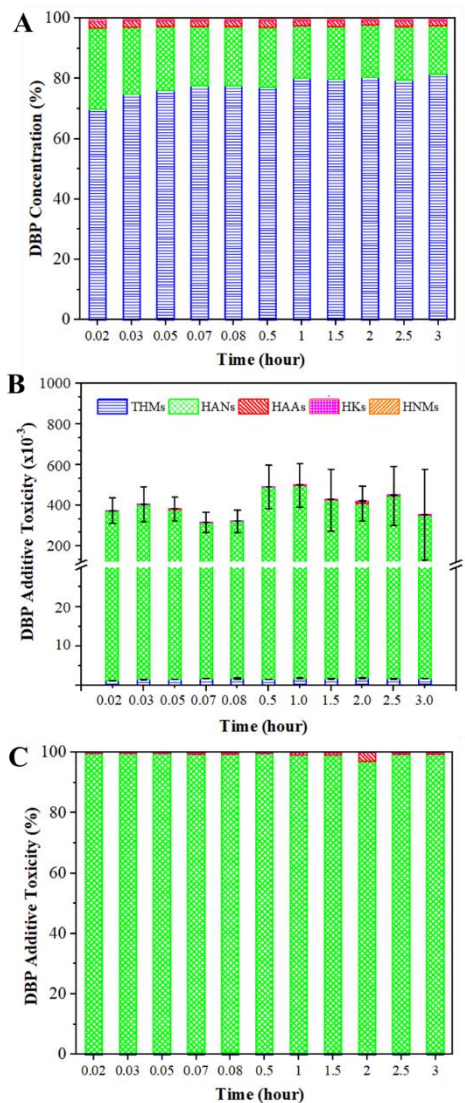 A
100
80
60
40
20
0
DBP Concentration (%)
0.02 0.03 0.05 0.07 0.08 0.5 1 1.5 2 2.5 3
Time (hour)
B
1000
800
600
400
200
20
10
DBP Additive Toxicity (x10-3)
THMs HANs HAAs HKs HNMs
0.02 0.03 0.05 0.07 0.08 0.5 1.0 1.5 2.0 2.5 3.0
Time (hour)
C
100
80
60
40
20
0
DBP Additive Toxicity (%)
0.02 0.03 0.05 0.07 0.08 0.5 1 1.5 2 2.5 3
Time (hour)